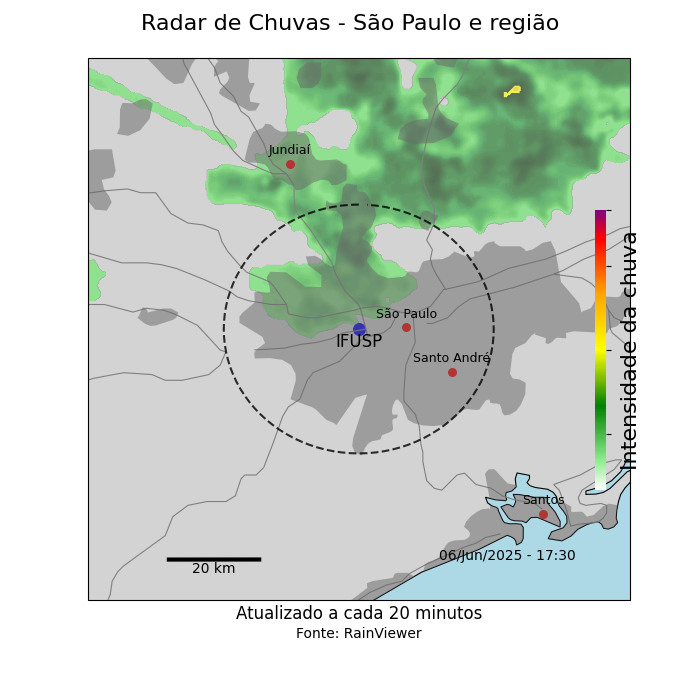 Radar de Chuvas - São Paulo e região
Jundiaí
São Paulo
IFUSP
Santo André
Intensidade da chuva
Santos
06/Jun/2025 - 17:30
20 km
Atualizado a cada 20 minutos
Fonte: RainViewer